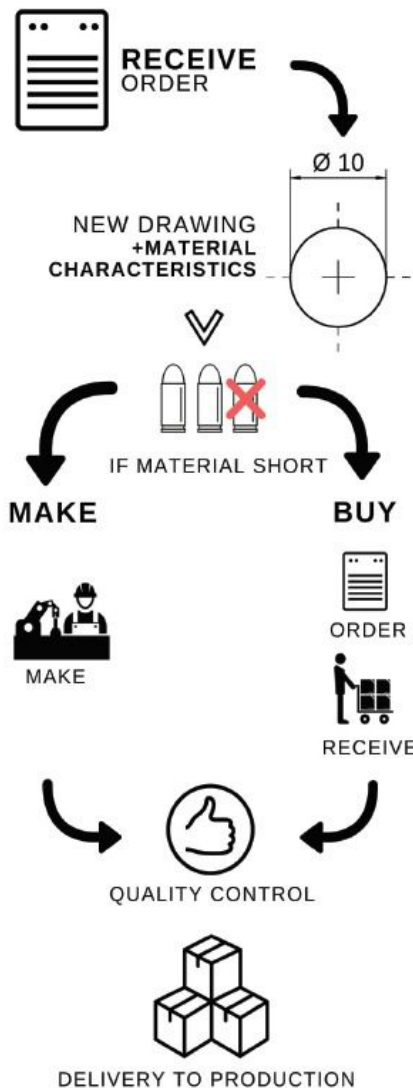 RECEIVE
ORDER
Ø 10
NEW DRAWING
+MATERIAL
CHARACTERISTICS
IF MATERIAL SHORT
MAKE
BUY
ORDER
MAKE
RECEIVE
QUALITY CONTROL
DELIVERY TO PRODUCTION